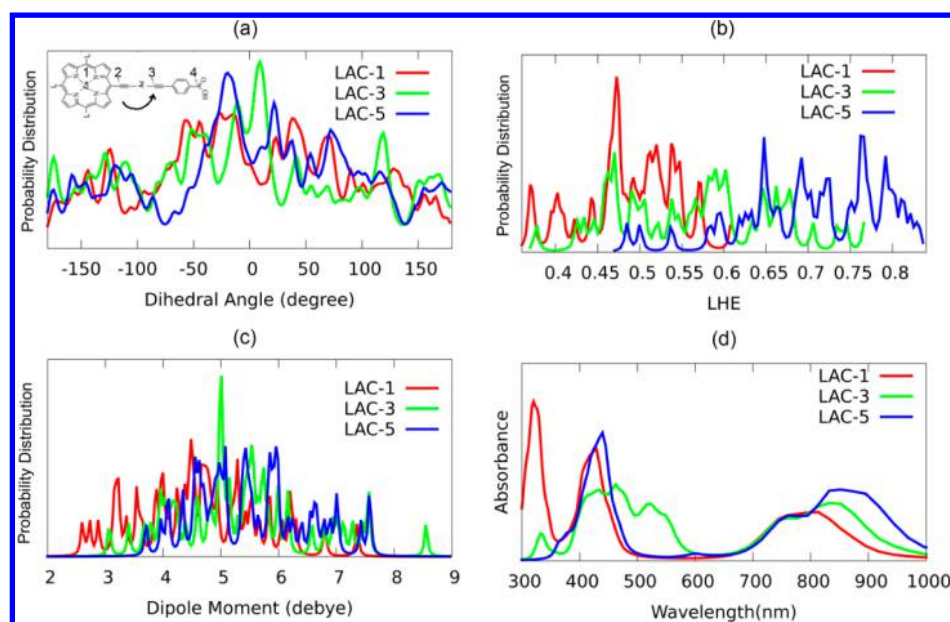 (a)
1
2
3
4
LAC-1
LAC-3
LAC-5
Probability Distribution
-150
-100
-50
0
50
100
150
Dihedral Angle (degree)
(b)
LAC-1
LAC-3
LAC-5
Probability Distribution
0.4
0.45
0.5
0.55
0.6
0.65
0.7
0.75
0.8
LHE
(c)
LAC-1
LAC-3
LAC-5
Probability Distribution
2
3
4
5
6
7
8
9
Dipole Moment (debye)
(d)
LAC-1
LAC-3
LAC-5
Absorbance
300
400
500
600
700
800
900
1000
Wavelength(nm)